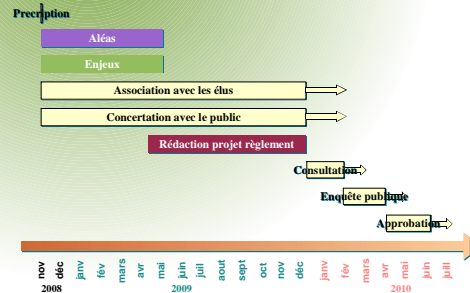 Precription
Aléas
Enjeux
Association avec les élus
Concertation avec le public
Rédaction projet règlement
Consultation
Enquête publique
Approbation
nov déc janv fév mars avr mai juin juil aout sept oct nov déc janv fév mars avr mai juin juill
2008 2009 2010